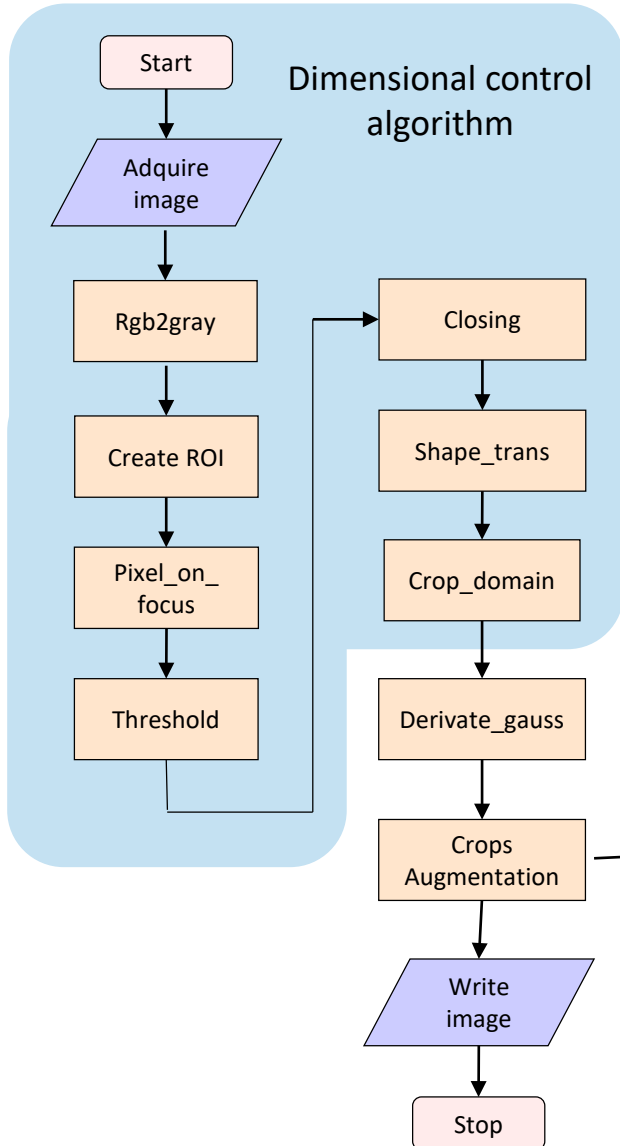 Dimensional control
algorithm
Start
Adquire
image
Rgb2gray
Create ROI
Pixel_on_
focus
Threshold
Closing
Shape_trans
Crop_domain
Derivate_gauss
Crops
Augmentation
Write
image
Stop